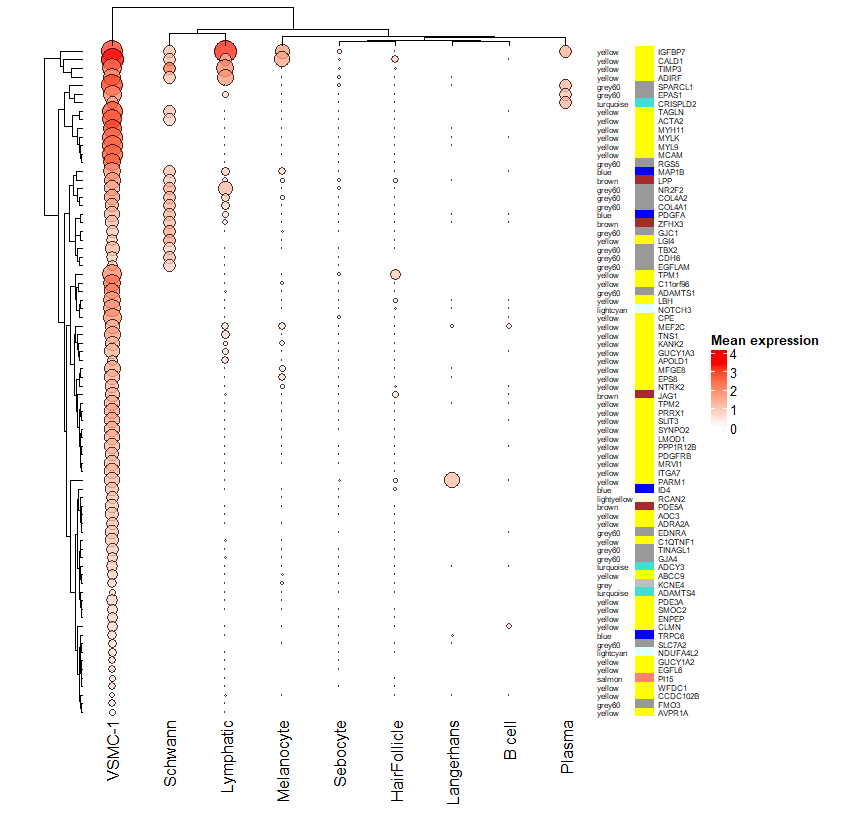 yellow IGFBP7
yellow CALD1
yellow TIMP3
yellow ADIRF
grey60 SPARCL1
grey60 EPAS1
turquoise CRISPLD2
yellow TAGLN
yellow ACTA2
yellow MYH11
yellow MYLK
yellow MYL9
yellow MCAM
grey60 RGS5
blue MAP1B
brown LPP
grey60 NR2F2
grey60 COL4A2
grey60 COL4A1
blue PDGFA
brown ZFHX3
grey60 GJC1
yellow LGI4
grey60 TBX2
grey60 CDH6
grey60 EGFLAM
yellow TPM1
yellow C11orf96
grey60 ADAMTS1
yellow LBH
lightcyan NOTCH3
yellow CPE
yellow MEF2C
yellow TNS1
yellow KANK2
yellow GUCY1A3
yellow APOLD1
yellow MFGE8
yellow EPS8
yellow NTRK2
brown JAG1
yellow TPM2
yellow PRRX1
yellow SLIT3
yellow SYNPO2
yellow LMOD1
yellow PPP1R12B
yellow PDGFRB
yellow MRVI1
yellow ITGA7
yellow PARM1
blue ID4
lightyellow RCAN2
brown PDE5A
yellow AOC3
yellow ADRA2A
grey60 EDNRA
yellow C1QTNF1
grey60 TINAGL1
grey60 GJA4
turquoise ADCY3
yellow ABCC9
grey KCNE4
turquoise ADAMTS4
yellow PDE3A
yellow SMOC2
yellow ENPEP
yellow CLMN
blue TRPC6
grey60 SLC7A2
lightcyan NDUFA4L2
yellow GUCY1A2
yellow EGFL6
salmon PI15
yellow WFDC1
yellow CCDC102B
grey60 FMO3
yellow AVPR1A
Mean expression
4
3
2
1
0
VSMC-1
Schwann
Lymphatic
Melanocyte
Sebocyte
HairFollicle
Langerhans
B cell
Plasma